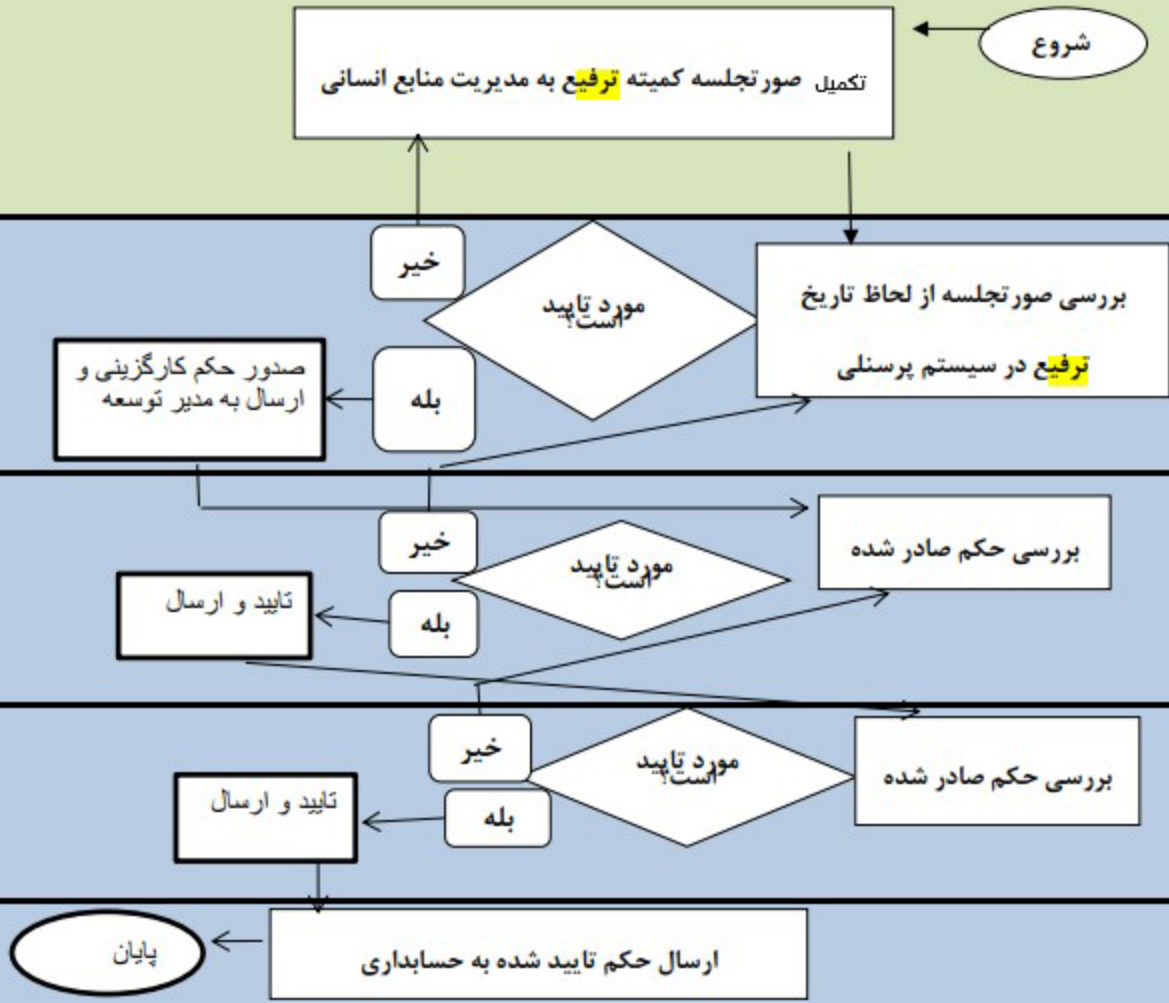 شروع
تکمیل صورتجلسه کمیته ترفیع به مدیریت منابع انسانی
بررسی صورتجلسه از لحاظ تاریخ
ترفیع در سیستم پرسنلی
مورد تایید
است؟
خیر
بله
صدور حکم کارگزینی و
ارسال به مدیر توسعه
بررسی حکم صادر شده
مورد تایید
است؟
خیر
بله
تایید و ارسال
بررسی حکم صادر شده
مورد تایید
است؟
خیر
بله
تایید و ارسال
ارسال حکم تایید شده به حسابداری
پایان